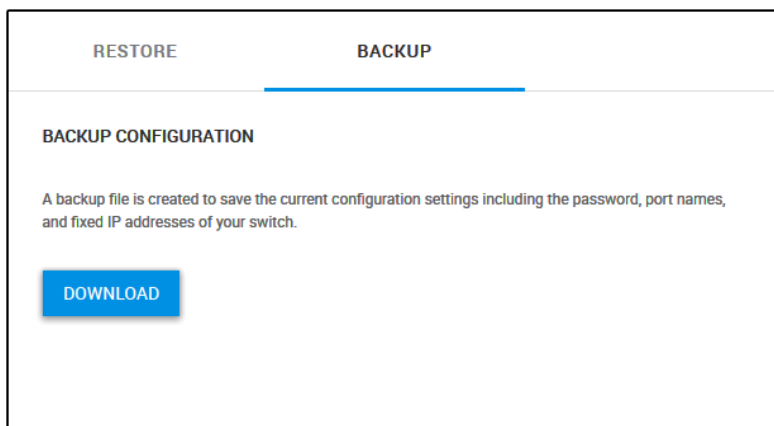 RESTORE
BACKUP
BACKUP CONFIGURATION
A backup file is created to save the current configuration settings including the password, port names,
and fixed IP addresses of your switch.
DOWNLOAD